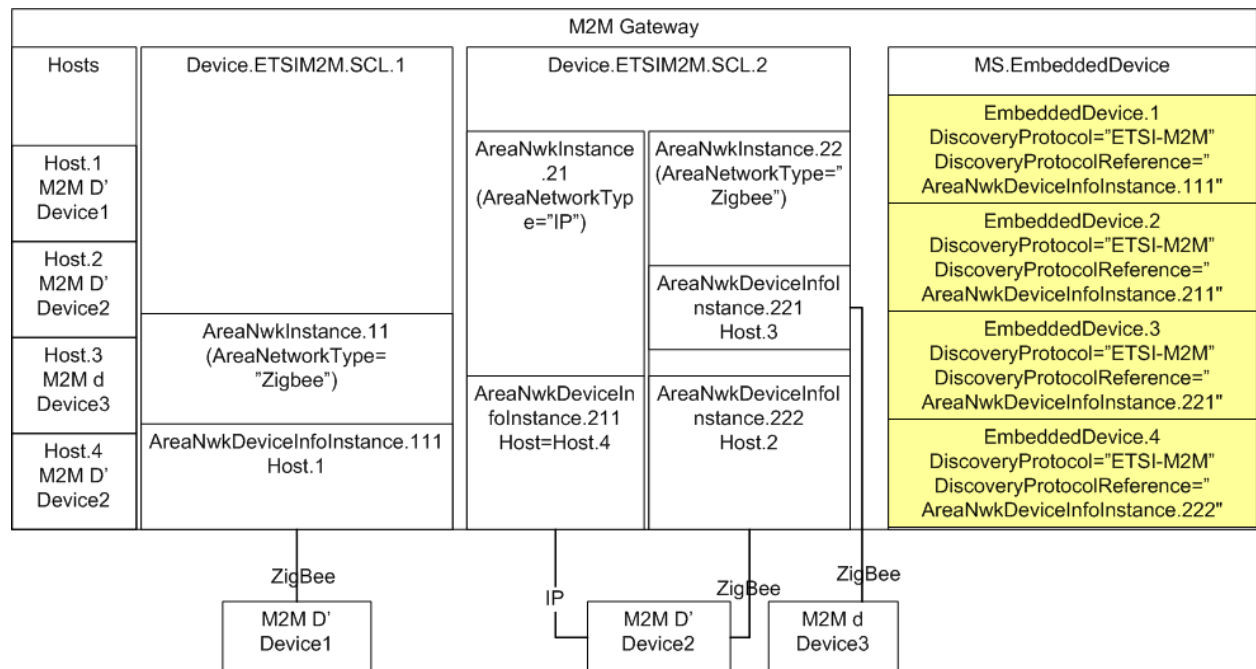 M2M Gateway
Hosts
Host.1
M2M D'
Device1
Host.2
M2M D'
Device2
Host.3
M2M d
Device3
Host.4
M2M D'
Device2
Device.ETSIM2M.SCL.1
AreaNwkInstance.11
(AreaNetworkType=
”Zigbee”)
AreaNwkDeviceInfoInstance.111
Host.1
Device.ETSIM2M.SCL.2
AreaNwkInstance
.21
(AreaNetworkTyp
e=”IP”)
AreaNwkDeviceIn
foInstance.211
Host=Host.4
AreaNwkInstance.22
(AreaNetworkType=”
Zigbee”)
AreaNwkDeviceInfoI
nstance.221
Host.3
AreaNwkDeviceInfoI
nstance.222
Host.2
MS.EmbeddedDevice
EmbeddedDevice.1
DiscoveryProtocol=”ETSI-M2M”
DiscoveryProtocolReference=”
AreaNwkDeviceInfoInstance.111"
EmbeddedDevice.2
DiscoveryProtocol=”ETSI-M2M”
DiscoveryProtocolReference=”
AreaNwkDeviceInfoInstance.211"
EmbeddedDevice.3
DiscoveryProtocol=”ETSI-M2M”
DiscoveryProtocolReference=”
AreaNwkDeviceInfoInstance.221"
EmbeddedDevice.4
DiscoveryProtocol=”ETSI-M2M”
DiscoveryProtocolReference=”
AreaNwkDeviceInfoInstance.222"
ZigBee
IP
ZigBee
ZigBee
M2M D’
Device1
M2M D’
Device2
M2M d
Device3